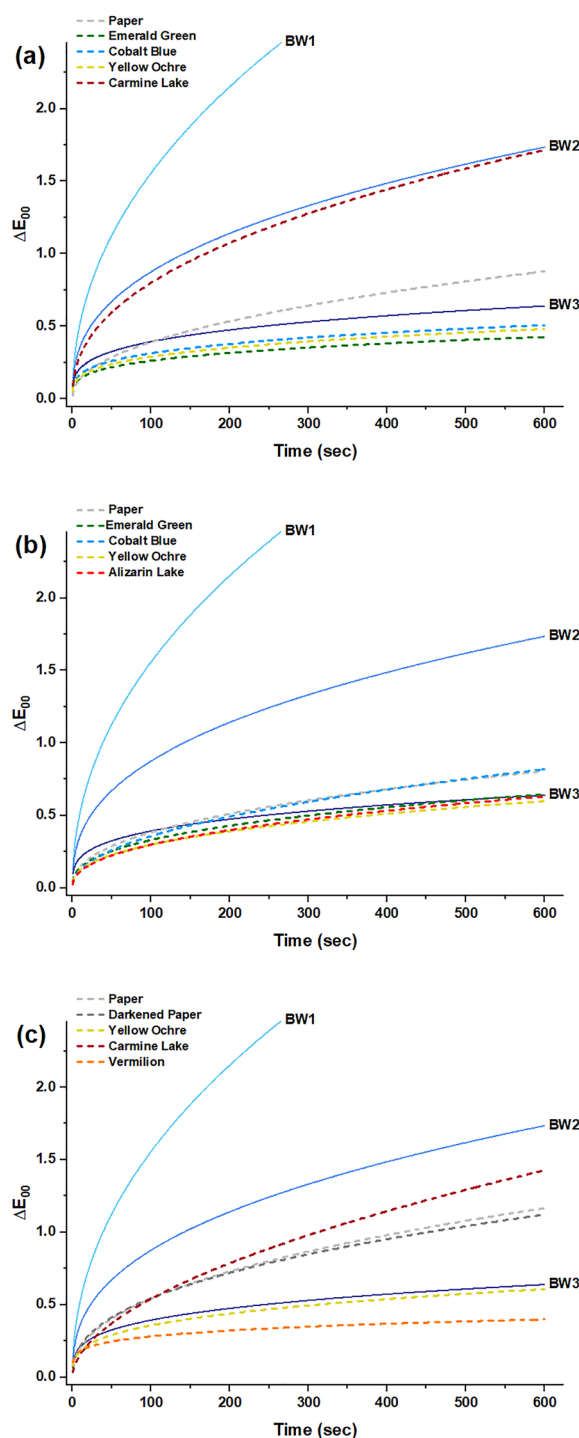 (a)
Paper
Emerald Green
Cobalt Blue
Yellow Ochre
Carmine Lake
BW1
BW2
BW3
2.0
1.5
1.0
0.5
0.0
ΔE00
0 100 200 300 400 500 600
Time (sec)
(b)
Paper
Emerald Green
Cobalt Blue
Yellow Ochre
Alizarin Lake
BW1
BW2
BW3
2.0
1.5
1.0
0.5
0.0
ΔE00
0 100 200 300 400 500 600
Time (sec)
(c)
Paper
Darkened Paper
Yellow Ochre
Carmine Lake
Vermilion
BW1
BW2
BW3
2.0
1.5
1.0
0.5
0.0
ΔE00
0 100 200 300 400 500 600
Time (sec)